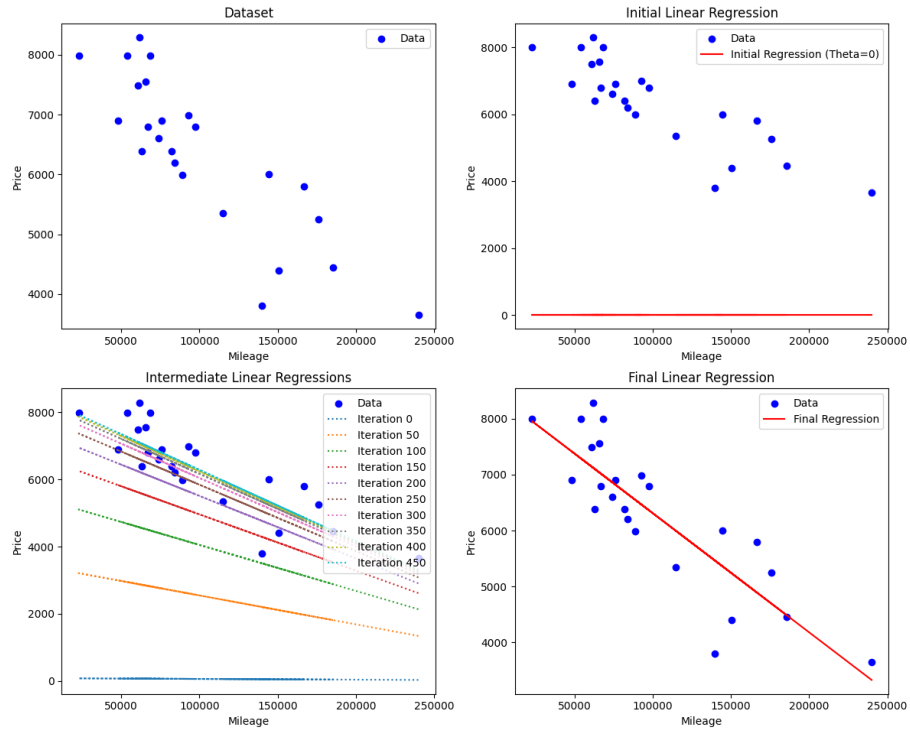 Dataset
Data
8000
7000
6000
5000
4000
Price
50000 100000 150000 200000 250000
Mileage
Initial Linear Regression
Data
Initial Regression (Theta=0)
8000
6000
4000
2000
0
Price
50000 100000 150000 200000 250000
Mileage
Intermediate Linear Regressions
Data
Iteration 0
Iteration 50
Iteration 100
Iteration 150
Iteration 200
Iteration 250
Iteration 300
Iteration 350
Iteration 400
Iteration 450
8000
6000
4000
2000
0
Price
50000 100000 150000 200000 250000
Mileage
Final Linear Regression
Data
Final Regression
8000
7000
6000
5000
4000
Price
50000 100000 150000 200000 250000
Mileage